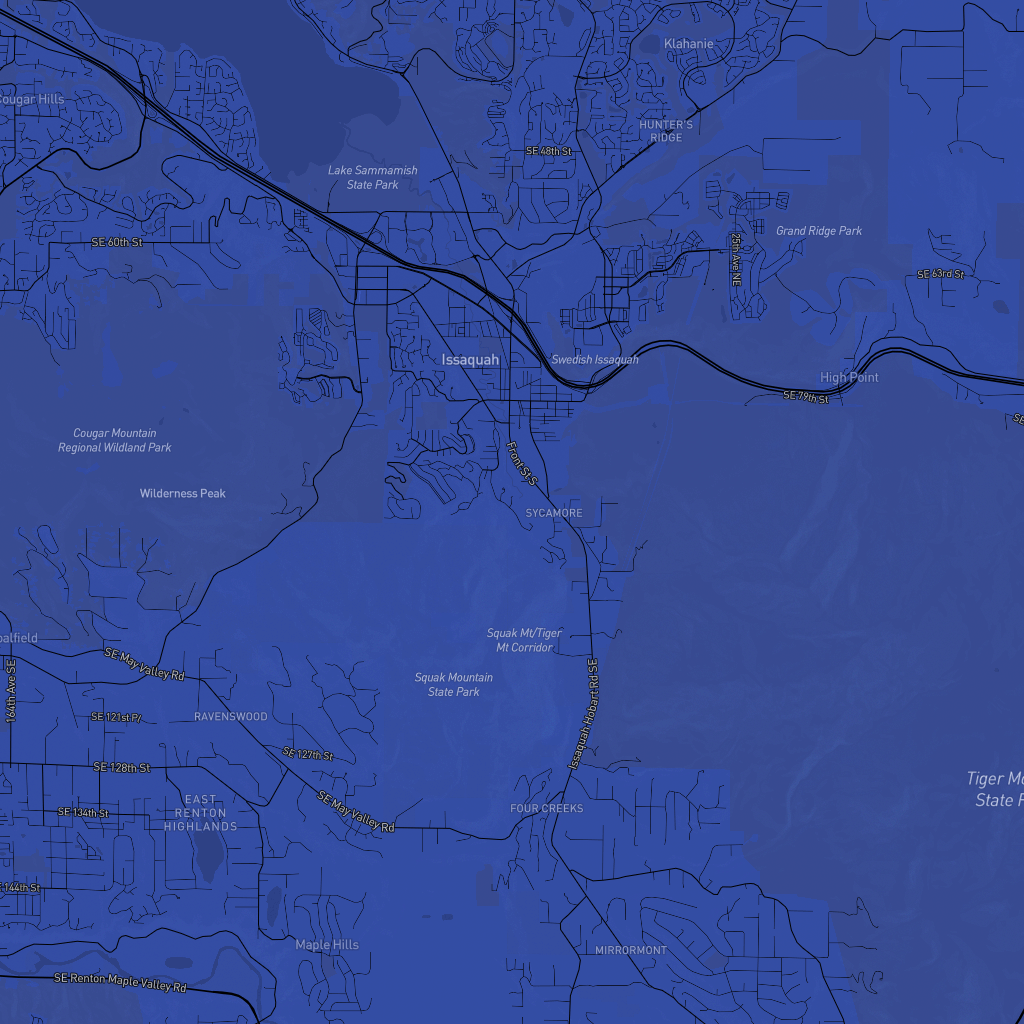 Klahanie
Cougar Hills
HUNTER'S
RIDGE
SE 48th St
Lake Sammamish
State Park
Grand Ridge Park
SE 60th St
25th Ave NE
SE 63rd St
Issaquah
Swedish Issaquah
High Point
SE 79th St
SE
Cougar Mountain
Regional Wildland Park
Front St S
Wilderness Peak
SYCAMORE
Squak Mt/Tiger
Mt Corridor
oalfield
SE May Valley Rd
Squak Mountain
State Park
164th Ave SE
Issaquah Hobart Rd SE
SE 121st Pl
RAVENSWOOD
SE 127th St
SE 128th St
Tiger Mo
State P
EAST
RENTON
HIGHLANDS
SE 134th St
SE May Valley Rd
FOUR CREEKS
E 144th St
Maple Hills
MIRRORMONT
SE Renton Maple Valley Rd